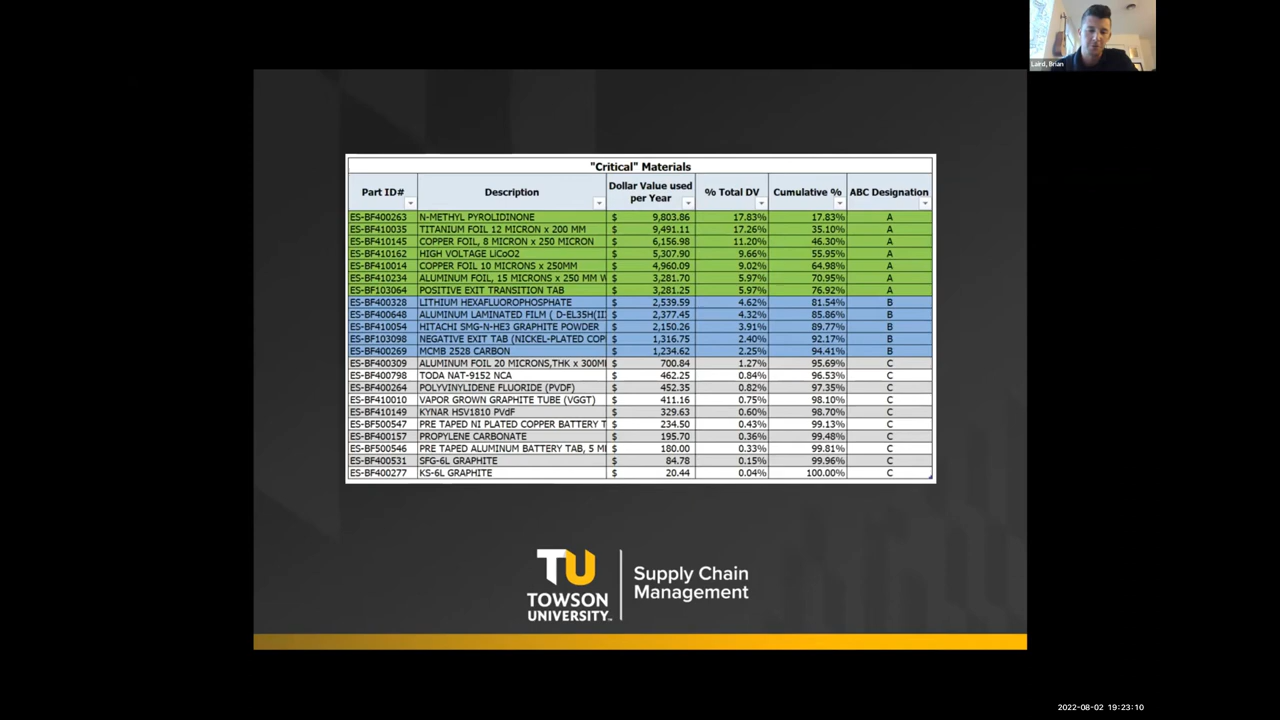 Laird, Brian
"Critical" Materials
Part ID# Description Dollar Value used per Year % Total DV Cumulative % ABC Designation
ES-BF400263 N-METHYL PYROLIDINONE $ 9,803.86 17.83% 17.83% A
ES-BF410035 TITANIUM FOIL 12 MICRON x 200 MM $ 9,491.11 17.26% 35.10% A
ES-BF410145 COPPER FOIL, 8 MICRON x 250 MICRON $ 6,156.98 11.20% 46.30% A
ES-BF410162 HIGH VOLTAGE LiCoO2 $ 5,307.90 9.66% 55.95% A
ES-BF410014 COPPER FOIL 10 MICRONS x 250MM $ 4,960.09 9.02% 64.98% A
ES-BF410234 ALUMINUM FOIL, 15 MICRONS x 250 MM W $ 3,281.70 5.97% 70.95% A
ES-BF103064 POSITIVE EXIT TRANSITION TAB $ 3,281.25 5.97% 76.92% A
ES-BF400328 LITHIUM HEXAFLUOROPHOSPHATE $ 2,539.59 4.62% 81.54% B
ES-BF400648 ALUMINUM LAMINATED FILM ( D-EL35H(II $ 2,377.45 4.32% 85.86% B
ES-BF410054 HITACHI SMG-N-HE3 GRAPHITE POWDER $ 2,150.26 3.91% 89.77% B
ES-BF103098 NEGATIVE EXIT TAB (NICKEL-PLATED COP $ 1,316.75 2.40% 92.17% B
ES-BF400269 MCMB 2528 CARBON $ 1,234.62 2.25% 94.41% B
ES-BF400309 ALUMINUM FOIL 20 MICRONS,THK x 300MM $ 700.84 1.27% 95.69% C
ES-BF400798 TODA NAT-9152 NCA $ 462.25 0.84% 96.53% C
ES-BF400264 POLYVINYLIDENE FLUORIDE (PVDF) $ 452.35 0.82% 97.35% C
ES-BF410010 VAPOR GROWN GRAPHITE TUBE (VGGT) $ 411.16 0.75% 98.10% C
ES-BF410149 KYNAR HSV1810 PVdF $ 329.63 0.60% 98.70% C
ES-BF500547 PRE TAPED NI PLATED COPPER BATTERY T $ 234.50 0.43% 99.13% C
ES-BF400157 PROPYLENE CARBONATE $ 195.70 0.36% 99.48% C
ES-BF500546 PRE TAPED ALUMINUM BATTERY TAB, 5 MI $ 180.00 0.33% 99.81% C
ES-BF400531 SFG-6L GRAPHITE $ 84.78 0.15% 99.96% C
ES-BF400277 KS-6L GRAPHITE $ 20.44 0.04% 100.00% C
TU
TOWSON
UNIVERSITY™
Supply Chain
Management
2022-08-02 19:23:10